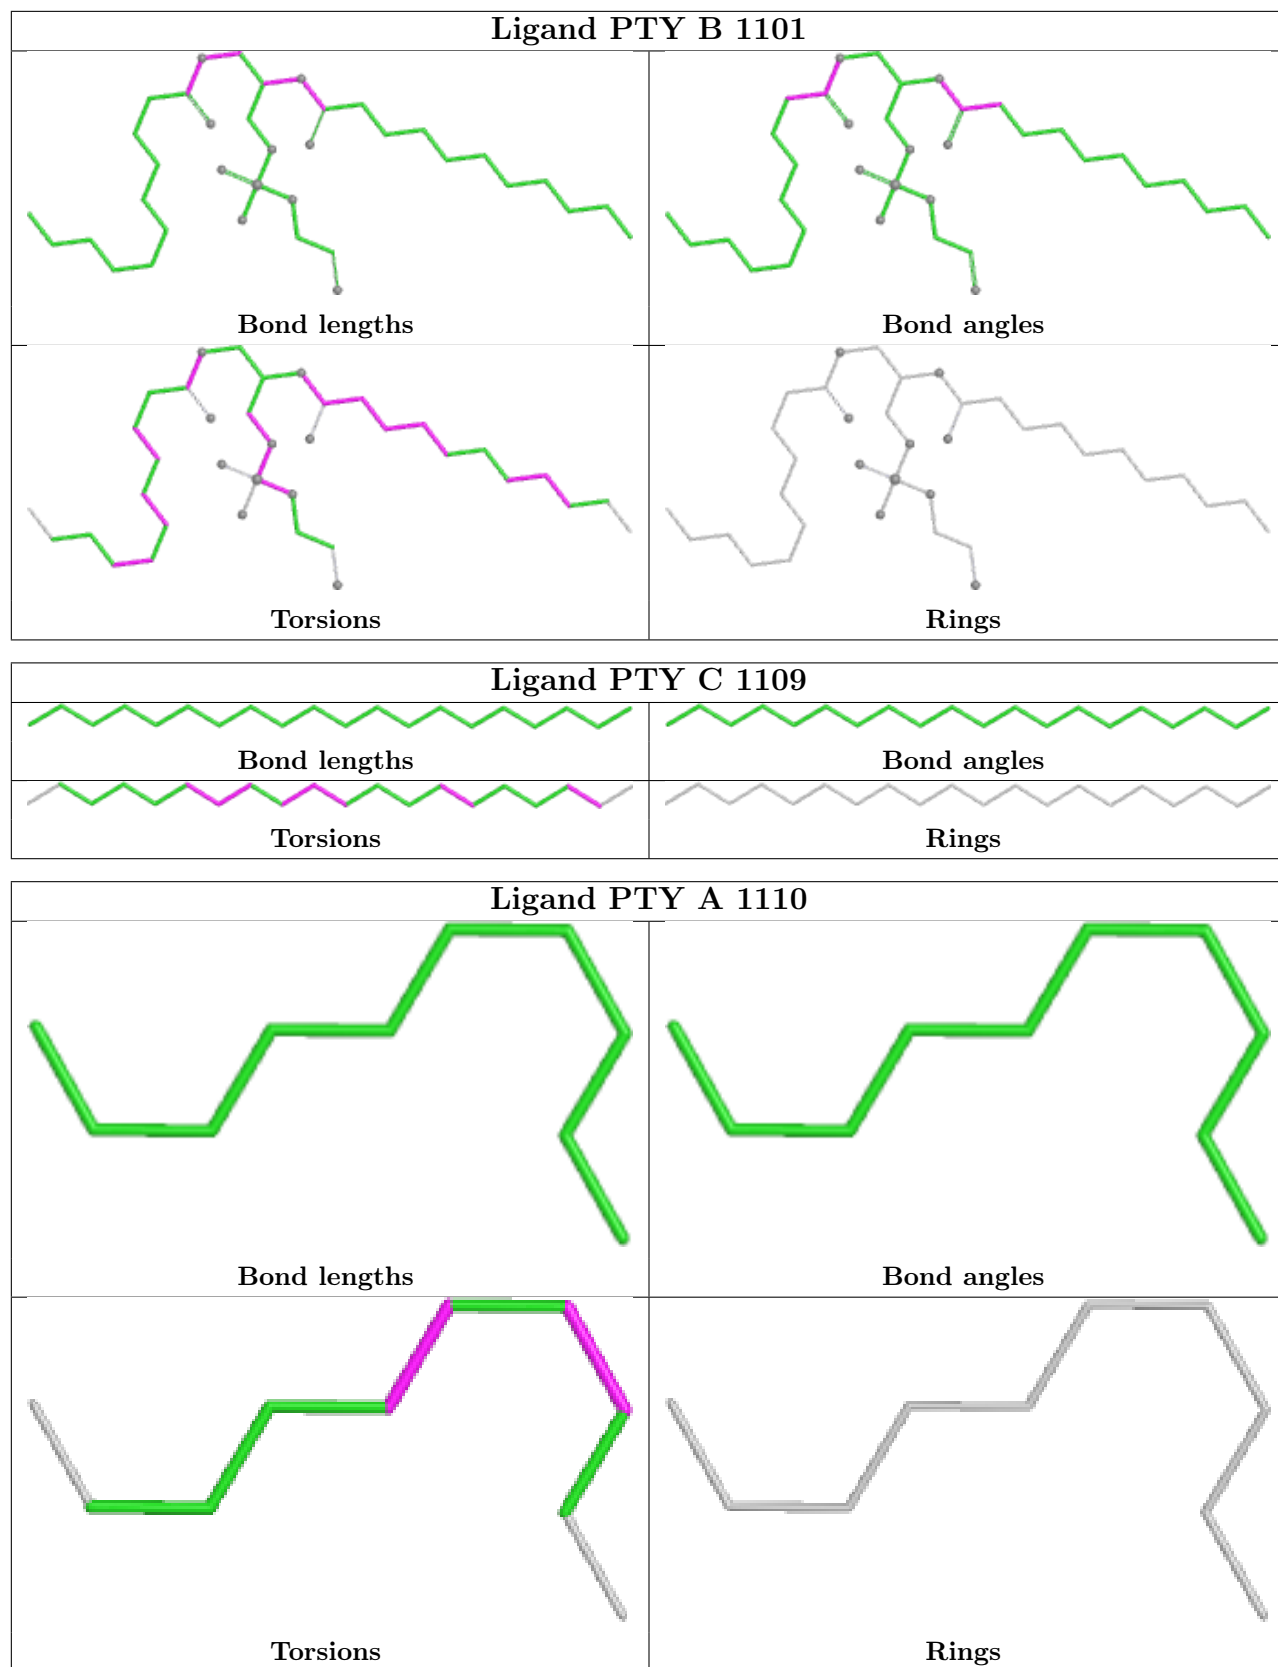 Ligand PTY B 1101
Bond lengths
Bond angles
Torsions
Rings
Ligand PTY C 1109
Bond lengths
Bond angles
Torsions
Rings
Ligand PTY A 1110
Bond lengths
Bond angles
Torsions
Rings